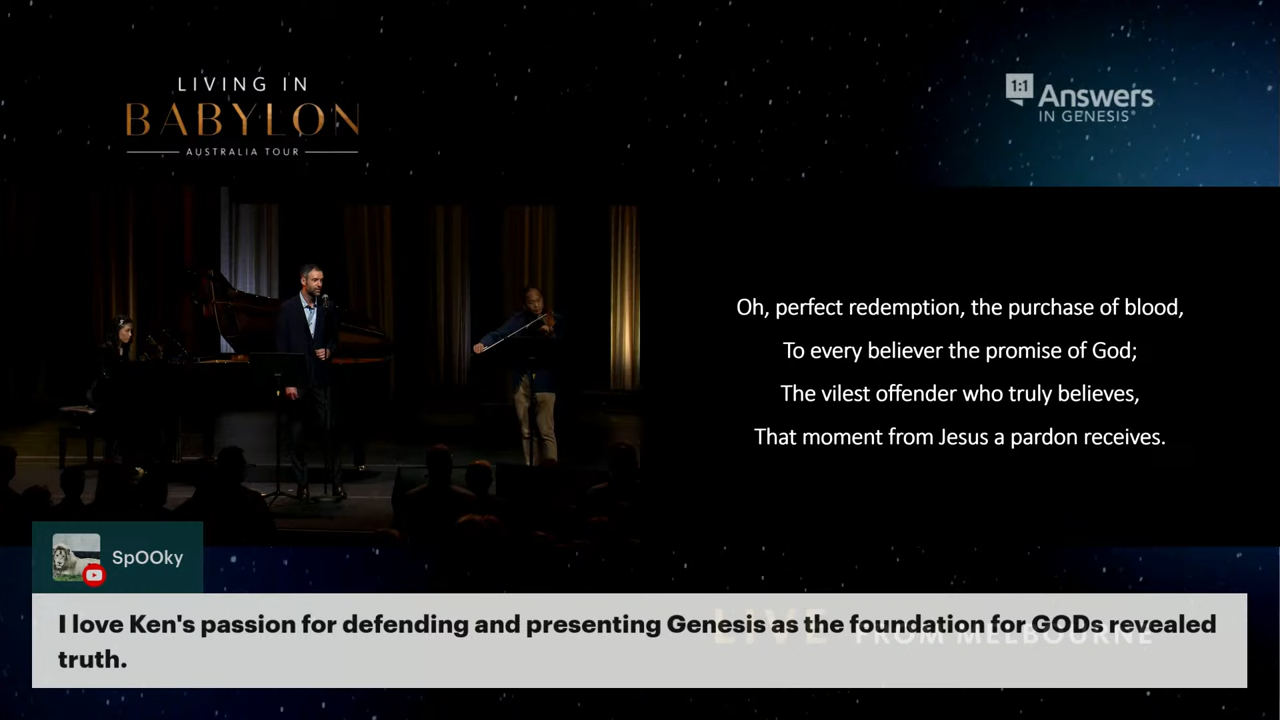 LIVING IN
BABYLON
AUSTRALIA TOUR
1:1
Answers
IN GENESIS®
Oh, perfect redemption, the purchase of blood,
To every believer the promise of God;
The vilest offender who truly believes,
That moment from Jesus a pardon receives.
SpOOky
I love Ken's passion for defending and presenting Genesis as the foundation for GODs revealed
truth.
LIVE FROM MELBOURNE